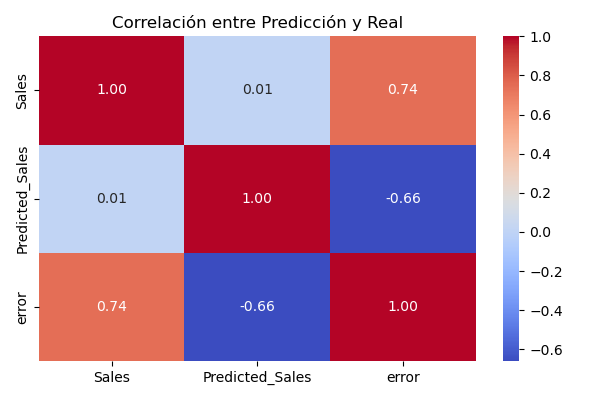 Correlación entre Predicción y Real
Sales
1.00
0.01
0.74
Predicted_Sales
0.01
1.00
-0.66
error
0.74
-0.66
1.00
Sales
Predicted_Sales
error
1.0
0.8
0.6
0.4
0.2
0.0
−0.2
−0.4
−0.6